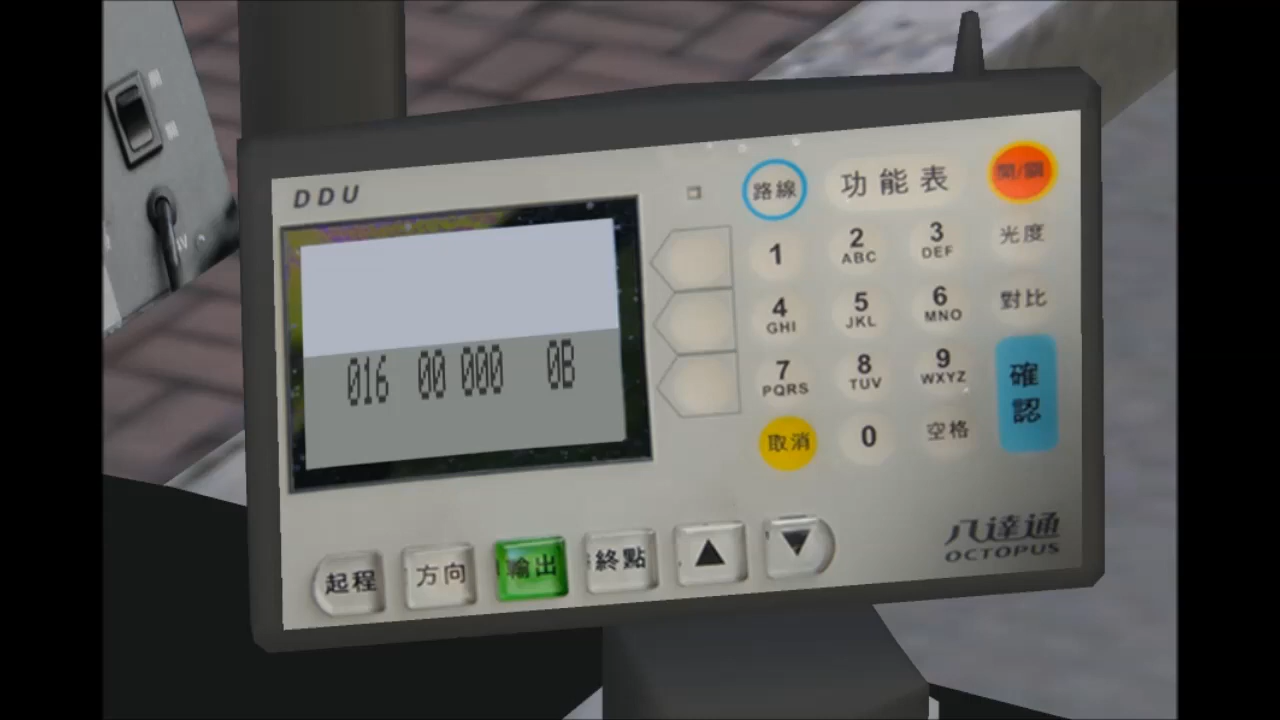 DDU
016 00 000 0B
路線 功能表 開/關
1 2 ABC 3 DEF 光度
4 GHI 5 JKL 6 MNO 對比
7 PQRS 8 TUV 9 WXYZ 確認
取消 0 空格
八達通
OCTOPUS
起程 方向 輸出 終點 ▲ ▼